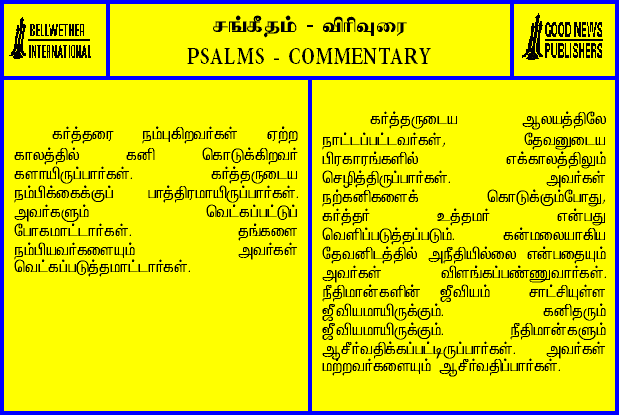 BELLWETHER
INTERNATIONAL
சங்கீதம் - விரிவுரை
PSALMS - COMMENTARY
GOOD NEWS
PUBLISHERS
கர்த்தரை நம்புகிறவர்கள் ஏற்ற
காலத்தில் கனி கொடுக்கிறவர்
களாயிருப்பார்கள். கர்த்தருடைய
நம்பிக்கைக்குப் பாத்திரமாயிருப்பார்கள்.
அவர்களும் வெட்கப்பட்டுப்
போகமாட்டார்கள். தங்களை
நம்பியவர்களையும் அவர்கள்
வெட்கப்படுத்தமாட்டார்கள்.
கர்த்தருடைய ஆலயத்திலே
நாட்டப்பட்டவர்கள், தேவனுடைய
பிரகாரங்களில் எக்காலத்திலும்
செழித்திருப்பார்கள். அவர்கள்
நற்கனிகளைக் கொடுக்கும்போது,
கர்த்தர் உத்தமர் என்பது
வெளிப்படுத்தப்படும். கன்மலையாகிய
தேவனிடத்தில் அநீதியில்லை என்பதையும்
அவர்கள் விளங்கப்பண்ணுவார்கள்.
நீதிமான்களின் ஜீவியம் சாட்சியுள்ள
ஜீவியமாயிருக்கும். கனிதரும்
ஜீவியமாயிருக்கும். நீதிமான்களும்
ஆசீர்வதிக்கப்பட்டிருப்பார்கள். அவர்கள்
மற்றவர்களையும் ஆசீர்வதிப்பார்கள்.